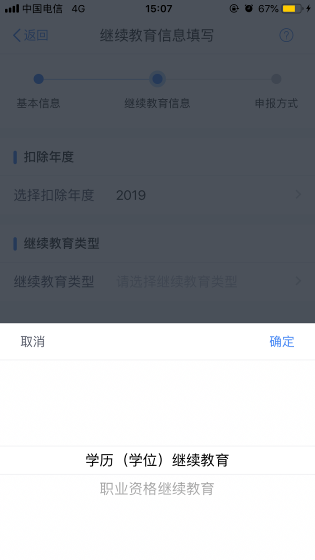 中国电信 4G 15:07 67%
返回 继续教育信息填写 ?
基本信息 继续教育信息 申报方式
扣除年度
选择扣除年度 2019
继续教育类型
继续教育类型 请选择继续教育类型
取消 确定
学历（学位）继续教育
职业资格继续教育